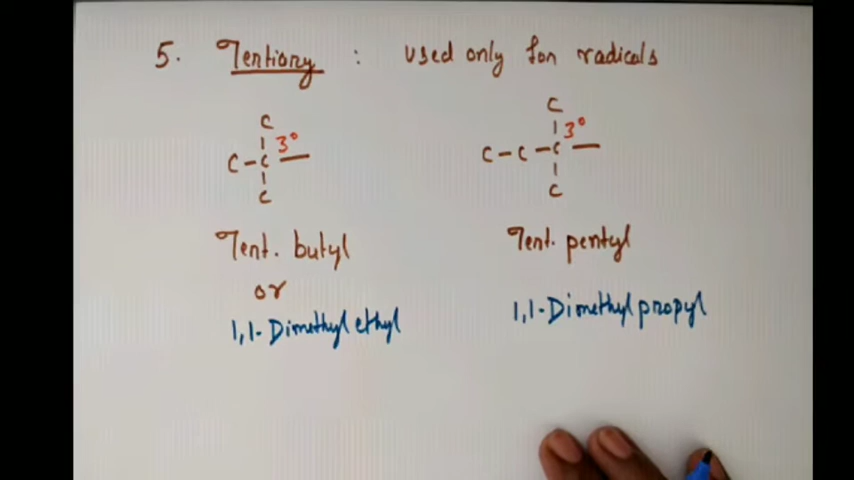 5. Tertiary : used only for radicals
C C
3° 3°
C - C - C - C - C -
C C
Tert. butyl Tert. pentyl
or
1,1-Dimethyl ethyl 1,1-Dimethyl propyl